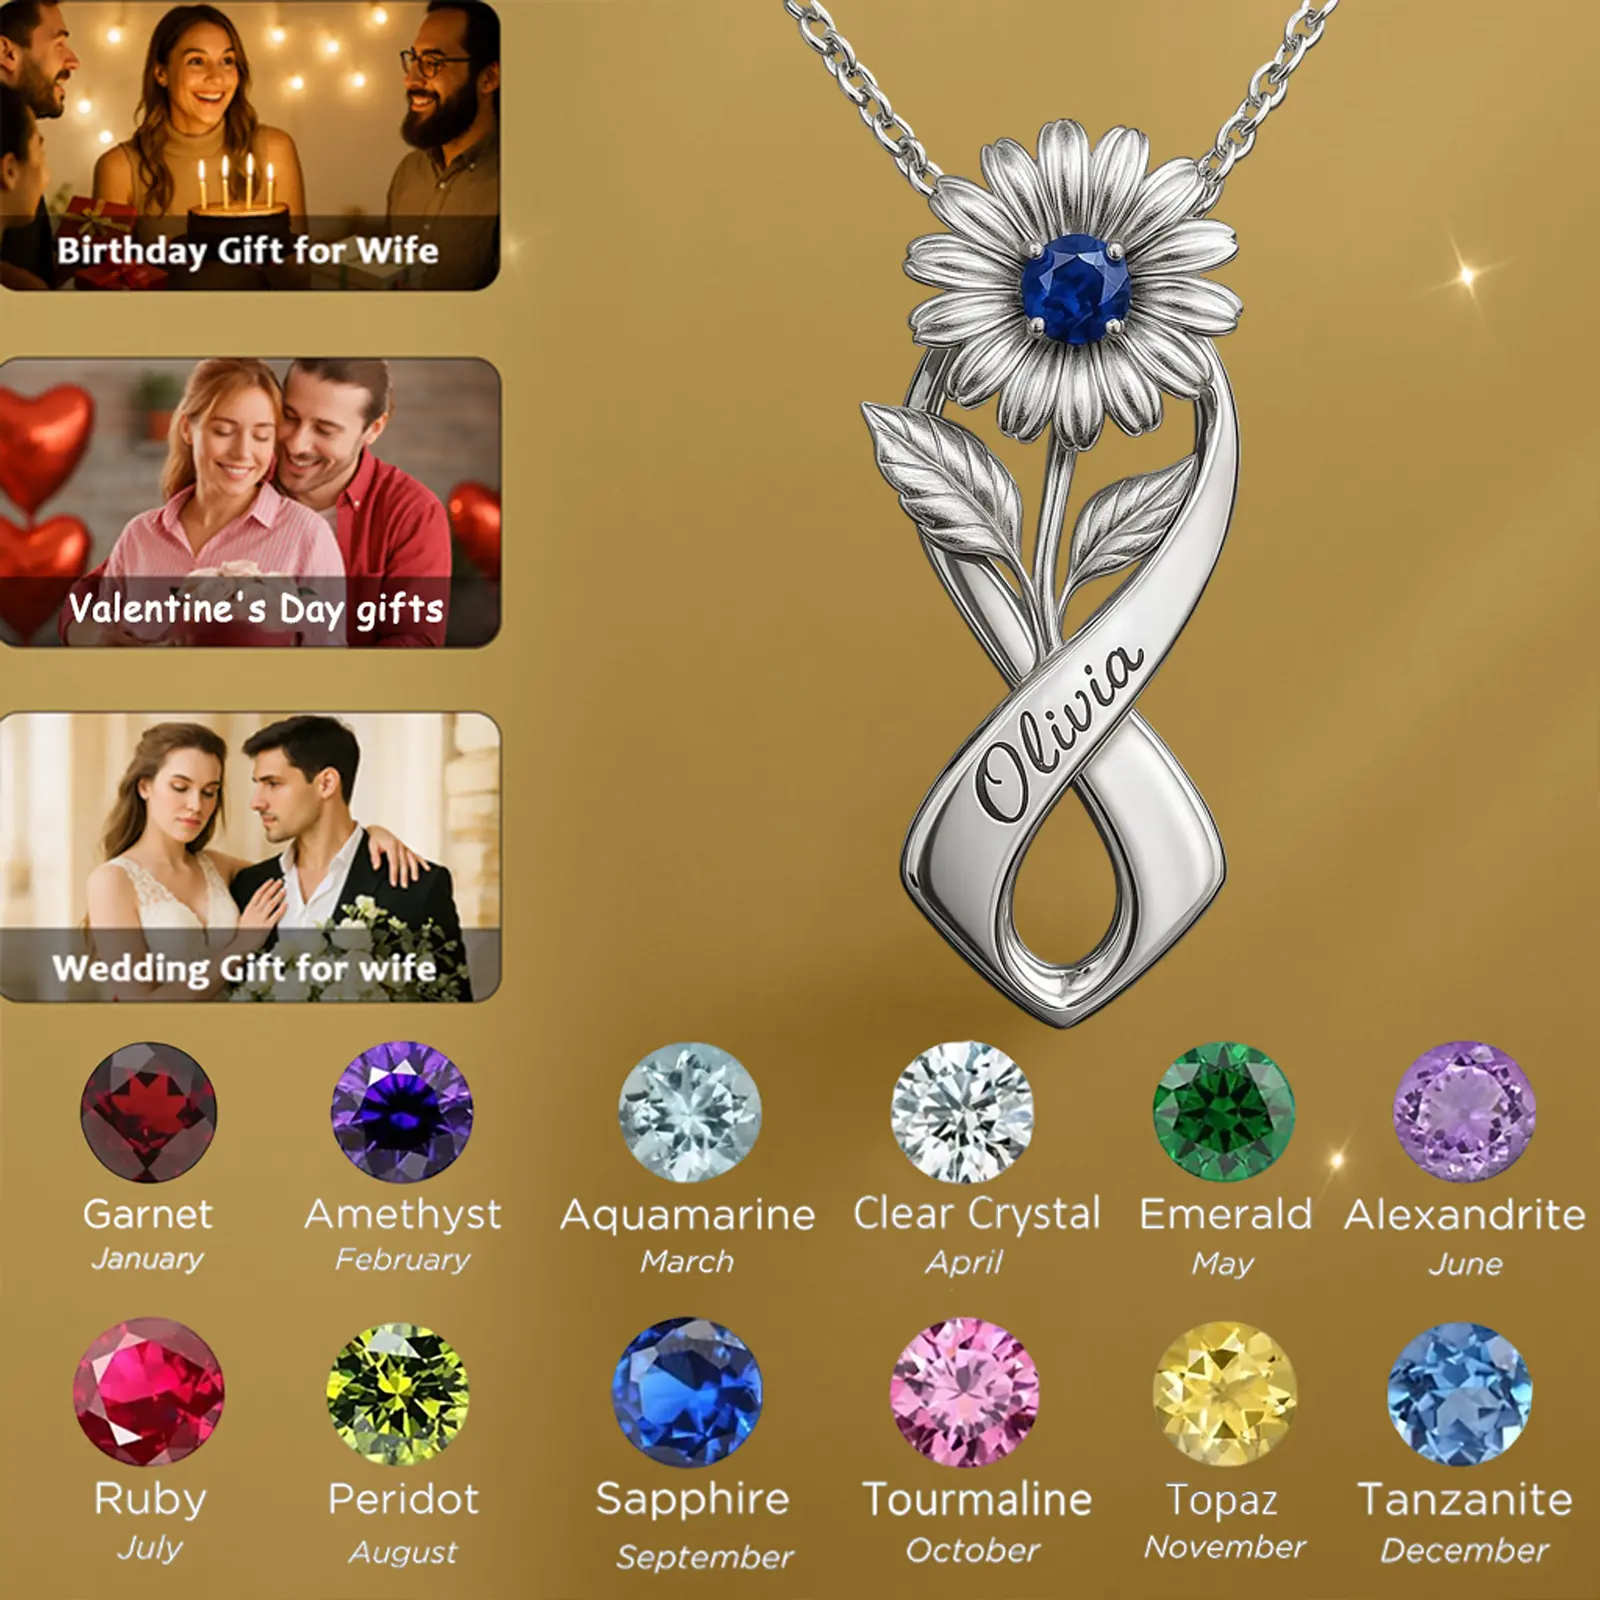 Birthday Gift for Wife
Valentine's Day gifts
Wedding Gift for wife
Olivia
Garnet
January
Amethyst
February
Aquamarine
March
Clear Crystal
April
Emerald
May
Alexandrite
June
Ruby
July
Peridot
August
Sapphire
September
Tourmaline
October
Topaz
November
Tanzanite
December